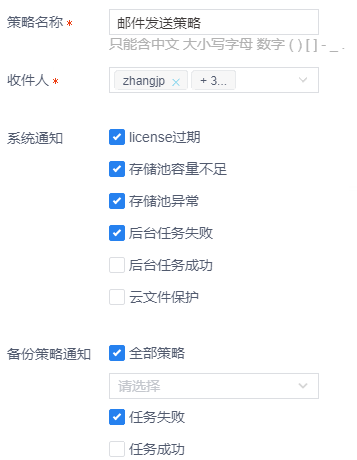 策略名称 * 邮件发送策略
只能含中文 大小写字母 数字 ( ) [ ] - _ .
收件人 * zhangjp × + 3...
系统通知 license过期
存储池容量不足
存储池异常
后台任务失败
后台任务成功
云文件保护
备份策略通知 全部策略
请选择
任务失败
任务成功